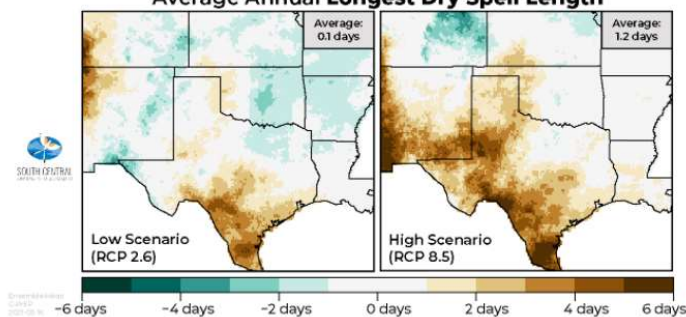 Average Annual Longest Dry Spell Length
Average:
0.1 days
Average:
1.2 days
SOUTH CENTRAL
Low Scenario
(RCP 2.6)
High Scenario
(RCP 8.5)
−6 days −4 days −2 days 0 days 2 days 4 days 6 days